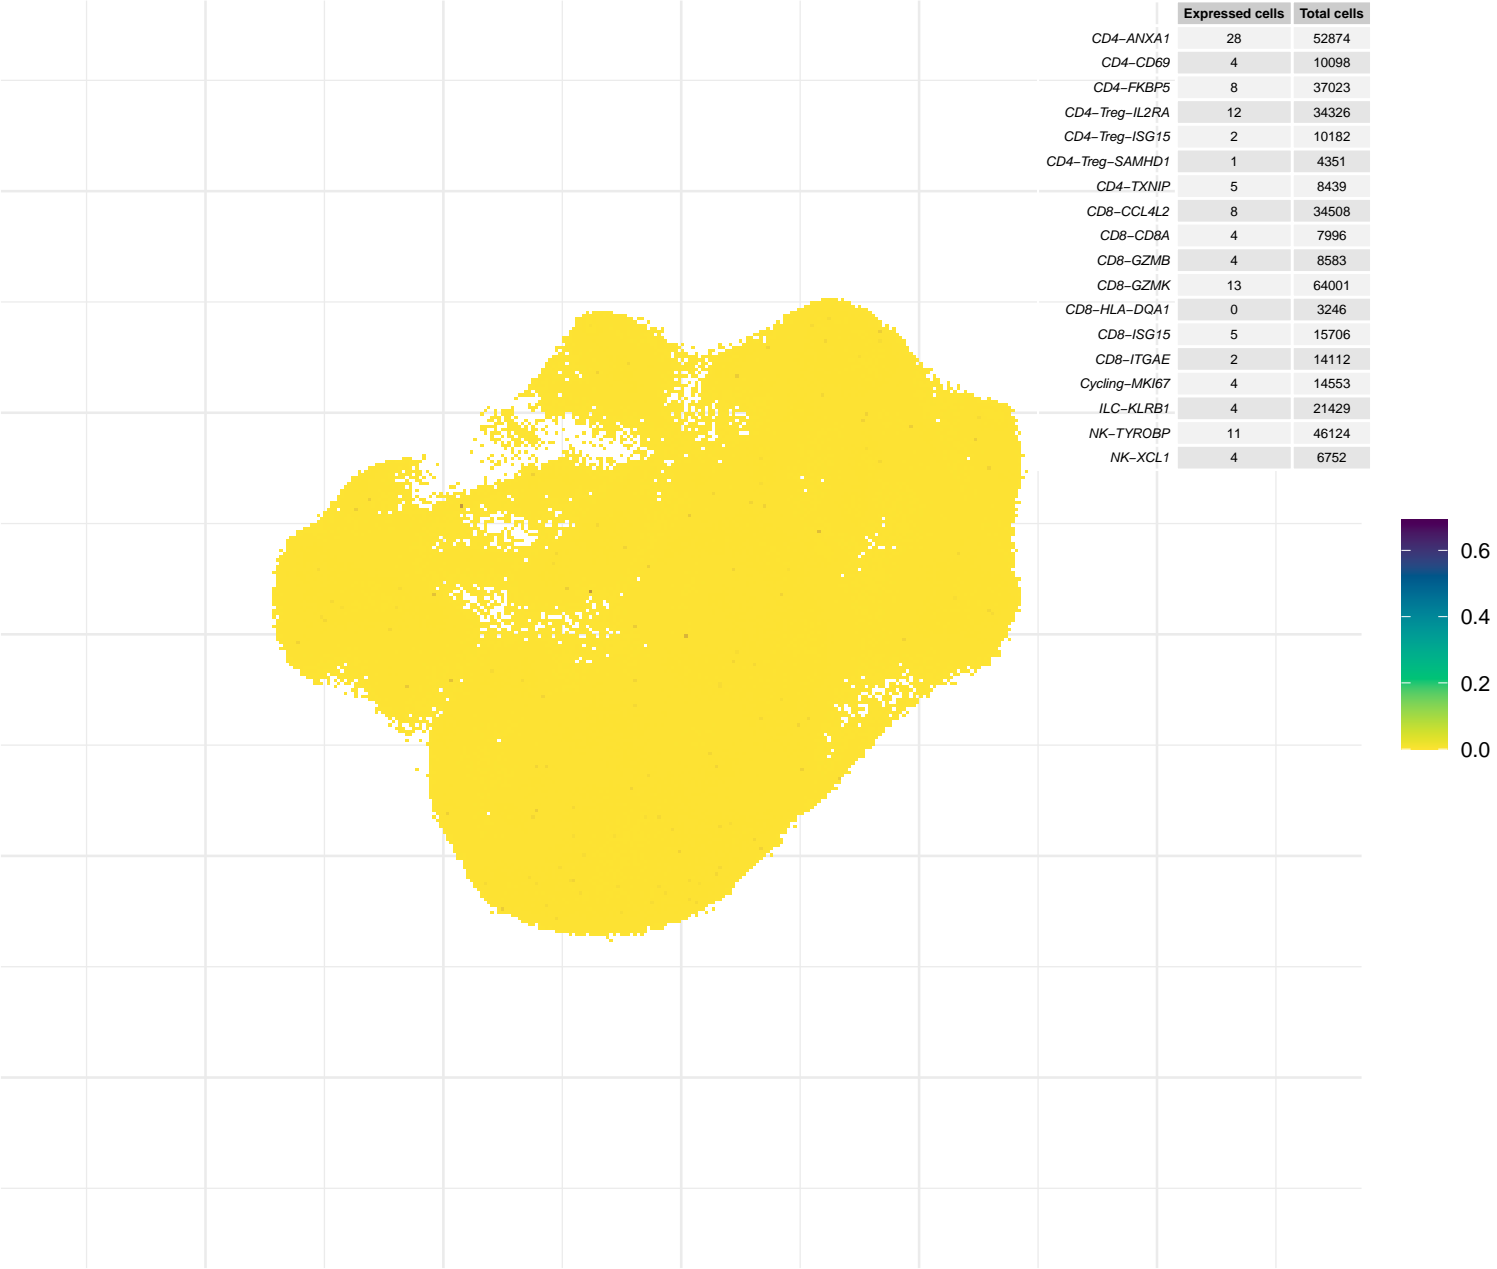 Expressed cells Total cells
CD4−ANXA1 28 52874
CD4−CD69 4 10098
CD4−FKBP5 8 37023
CD4−Treg−IL2RA 12 34326
CD4−Treg−ISG15 2 10182
CD4−Treg−SAMHD1 1 4351
CD4−TXNIP 5 8439
CD8−CCL4L2 8 34508
CD8−CD8A 4 7996
CD8−GZMB 4 8583
CD8−GZMK 13 64001
CD8−HLA−DQA1 0 3246
CD8−ISG15 5 15706
CD8−ITGAE 2 14112
Cycling−MKI67 4 14553
ILC−KLRB1 4 21429
NK−TYROBP 11 46124
NK−XCL1 4 6752
0.6
0.4
0.2
0.0